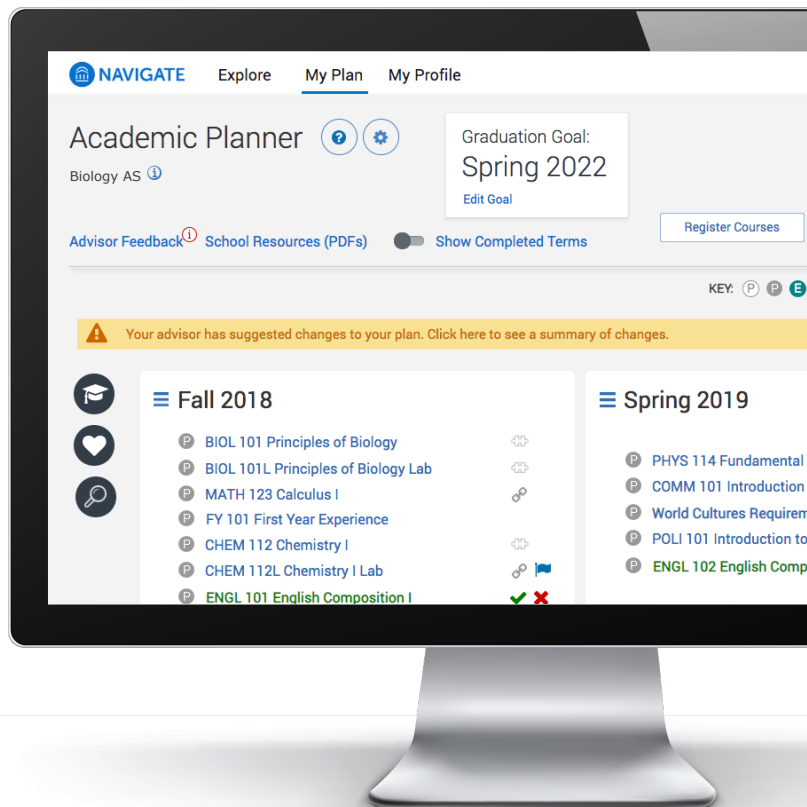 NAVIGATE Explore My Plan My Profile
Academic Planner ?
Biology AS i
Graduation Goal:
Spring 2022
Edit Goal
Advisor Feedback i School Resources (PDFs) Show Completed Terms
Register Courses
KEY: P P E
Your advisor has suggested changes to your plan. Click here to see a summary of changes.
Fall 2018
P BIOL 101 Principles of Biology
P BIOL 101L Principles of Biology Lab
P MATH 123 Calculus I
P FY 101 First Year Experience
P CHEM 112 Chemistry I
P CHEM 112L Chemistry I Lab
P ENGL 101 English Composition I
Spring 2019
P PHYS 114 Fundamental
P COMM 101 Introduction
P World Cultures Requirem
P POLI 101 Introduction to
P ENGL 102 English Comp